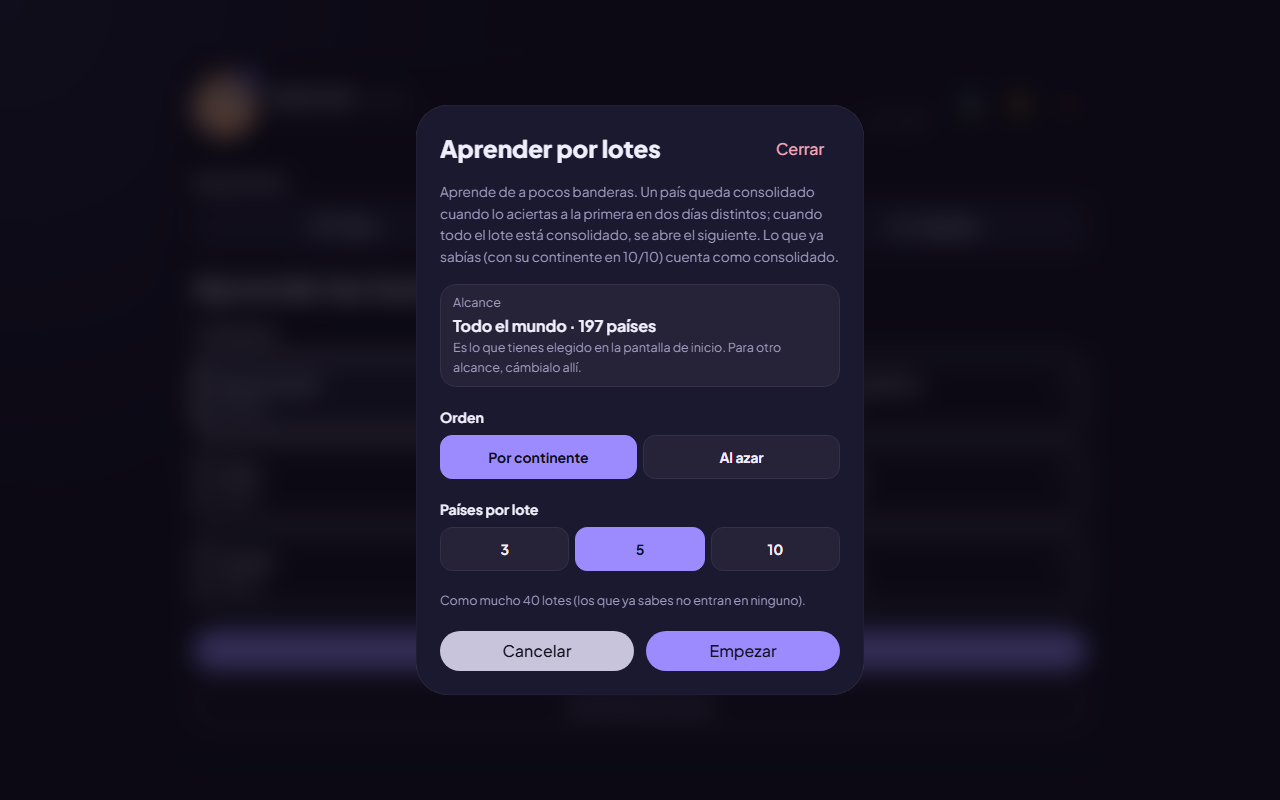 Aprender por lotes
Cerrar
Aprende de a pocos banderas. Un país queda consolidado
cuando lo aciertas a la primera en dos días distintos; cuando
todo el lote está consolidado, se abre el siguiente. Lo que ya
sabías (con su continente en 10/10) cuenta como consolidado.
Alcance
Todo el mundo · 197 países
Es lo que tienes elegido en la pantalla de inicio. Para otro
alcance, cámbialo allí.
Orden
Por continente
Al azar
Países por lote
3
5
10
Como mucho 40 lotes (los que ya sabes no entran en ninguno).
Cancelar
Empezar